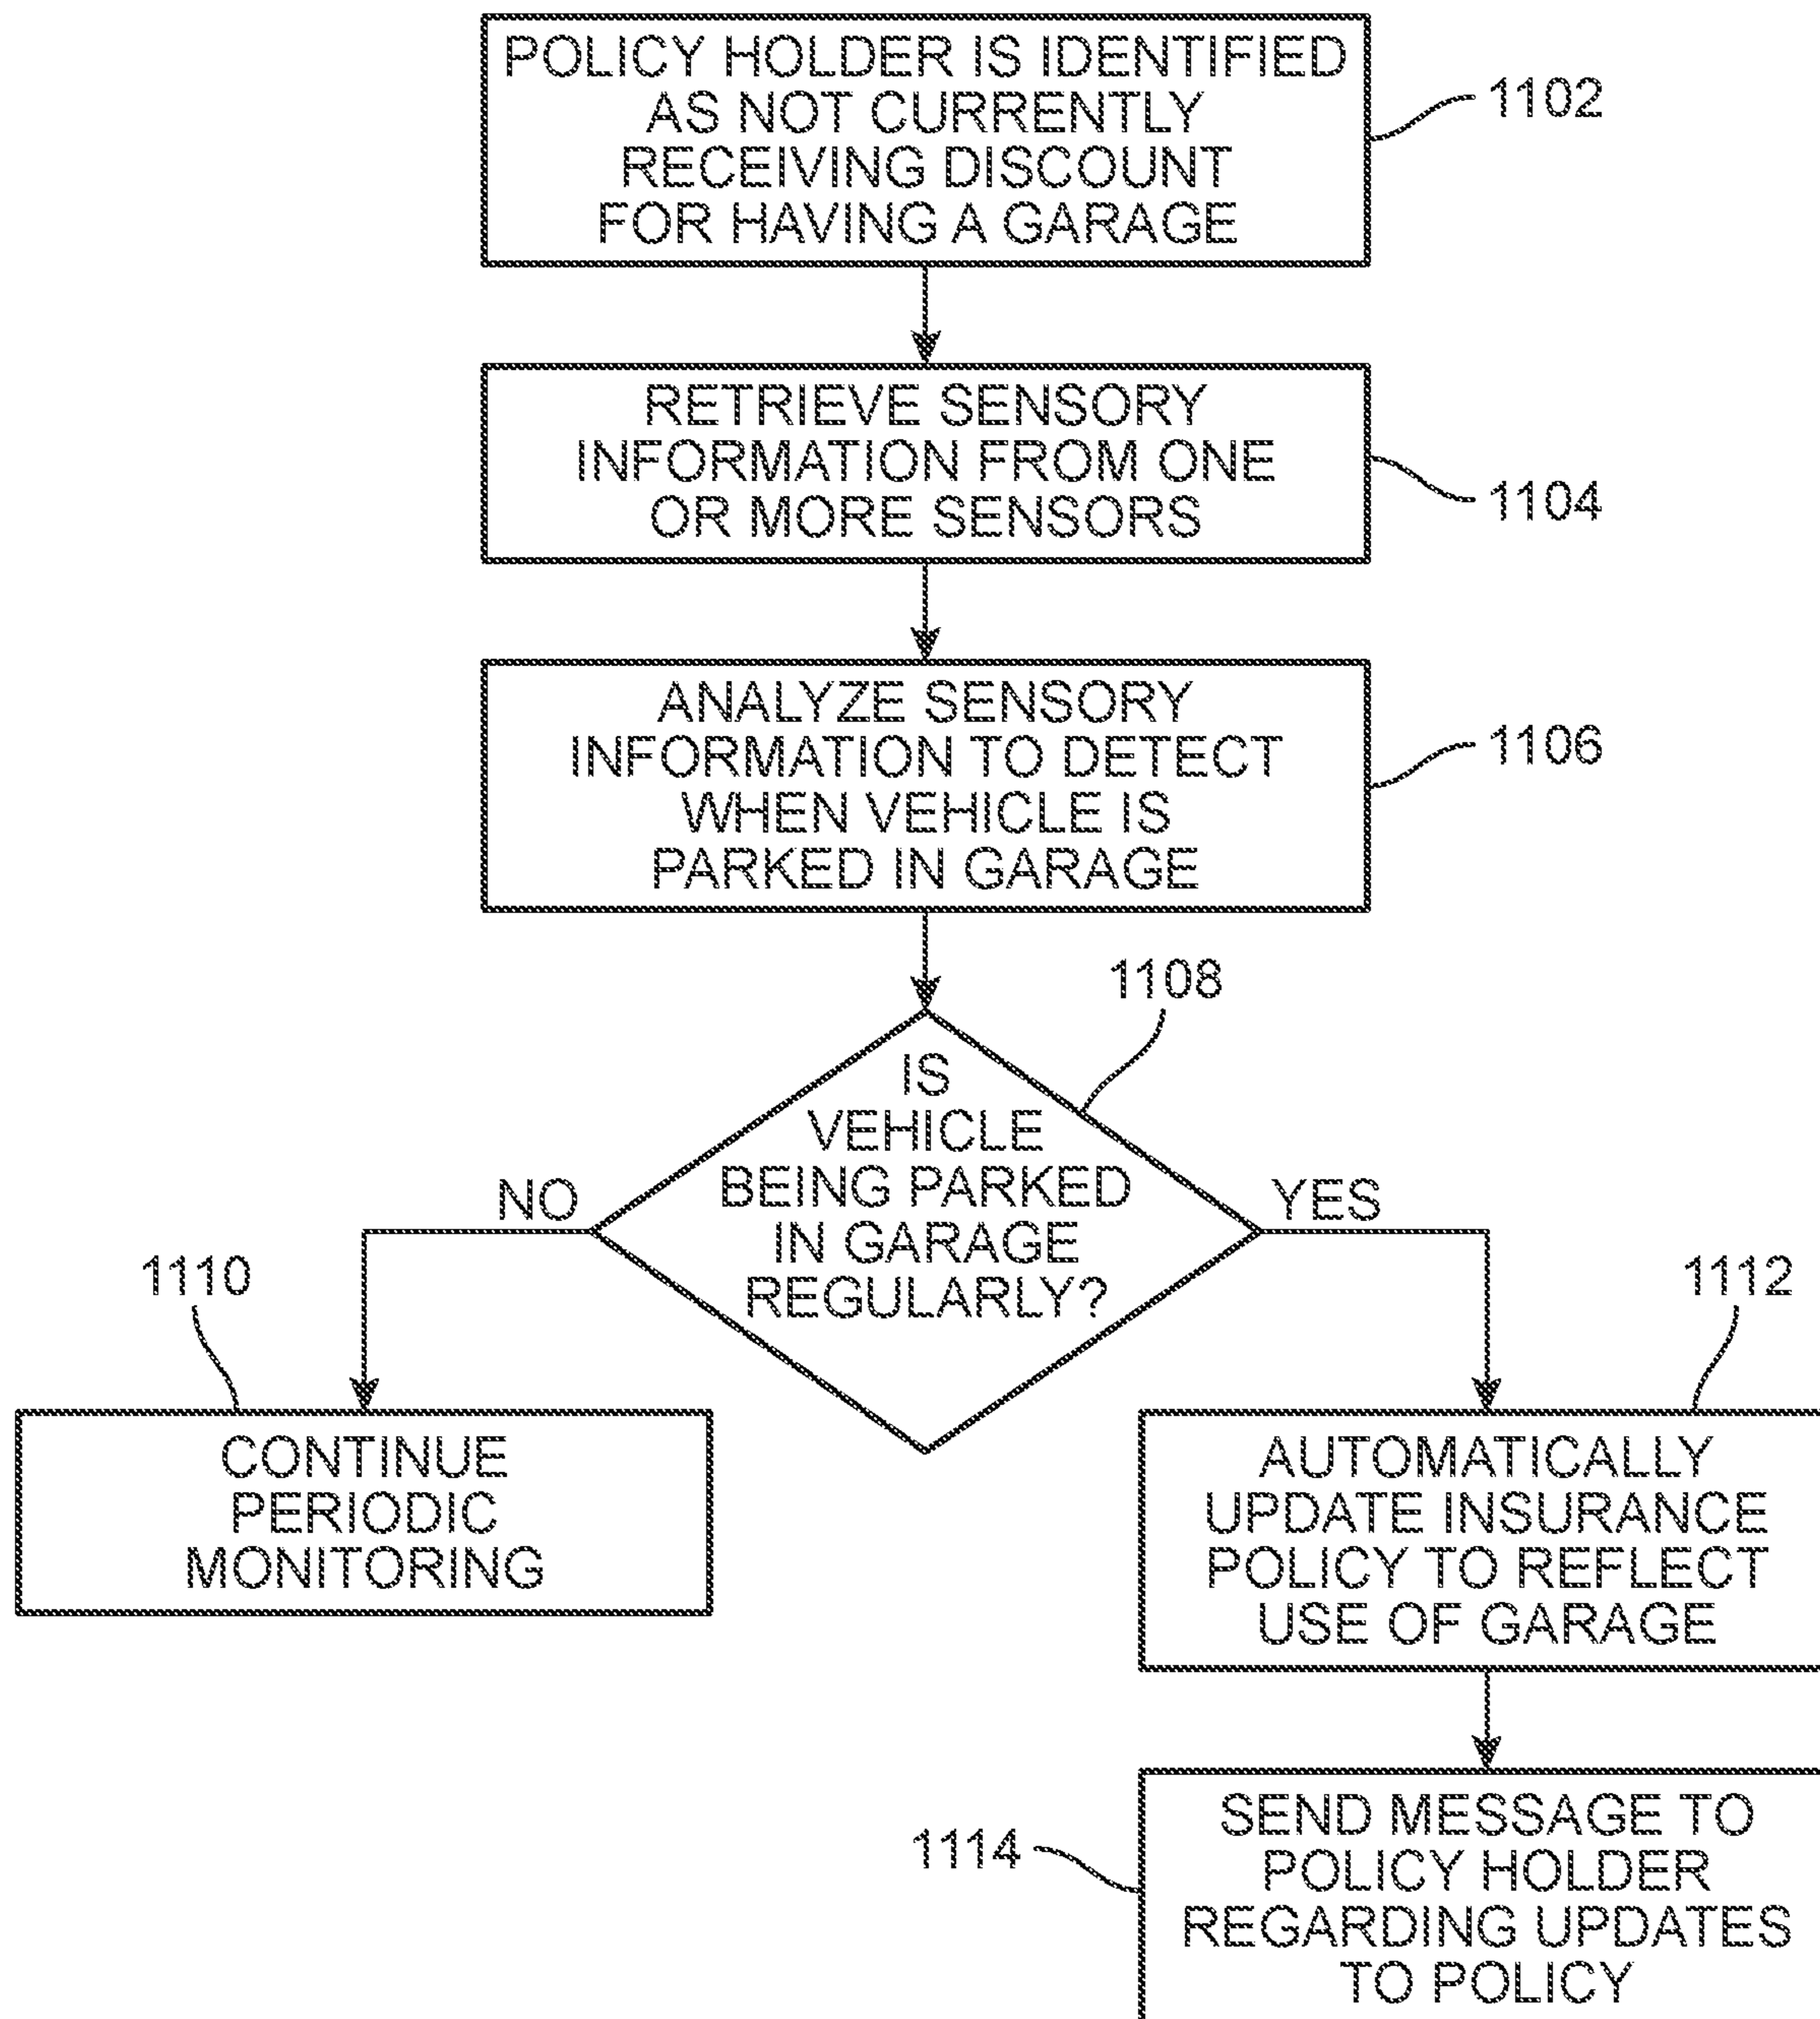 POLICY HOLDER IS IDENTIFIED
AS NOT CURRENTLY
RECEIVING DISCOUNT
FOR HAVING A GARAGE
1102
RETRIEVE SENSORY
INFORMATION FROM ONE
OR MORE SENSORS
1104
ANALYZE SENSORY
INFORMATION TO DETECT
WHEN VEHICLE IS
PARKED IN GARAGE
1106
1108
IS
VEHICLE
BEING PARKED
IN GARAGE
REGULARLY?
NO
YES
1110
CONTINUE
PERIODIC
MONITORING
1112
AUTOMATICALLY
UPDATE INSURANCE
POLICY TO REFLECT
USE OF GARAGE
1114
SEND MESSAGE TO
POLICY HOLDER
REGARDING UPDATES
TO POLICY